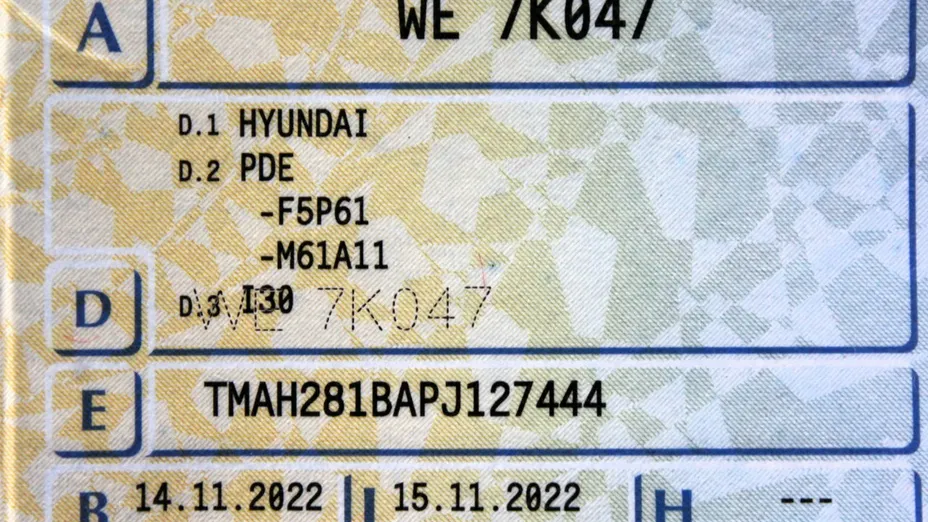 A WE 7K047
D.1 HYUNDAI
D.2 PDE
-F5P61
-M61A11
D D.3 I30
WE 7K047
E TMAH281BAPJ127444
B 14.11.2022 I 15.11.2022 H ---